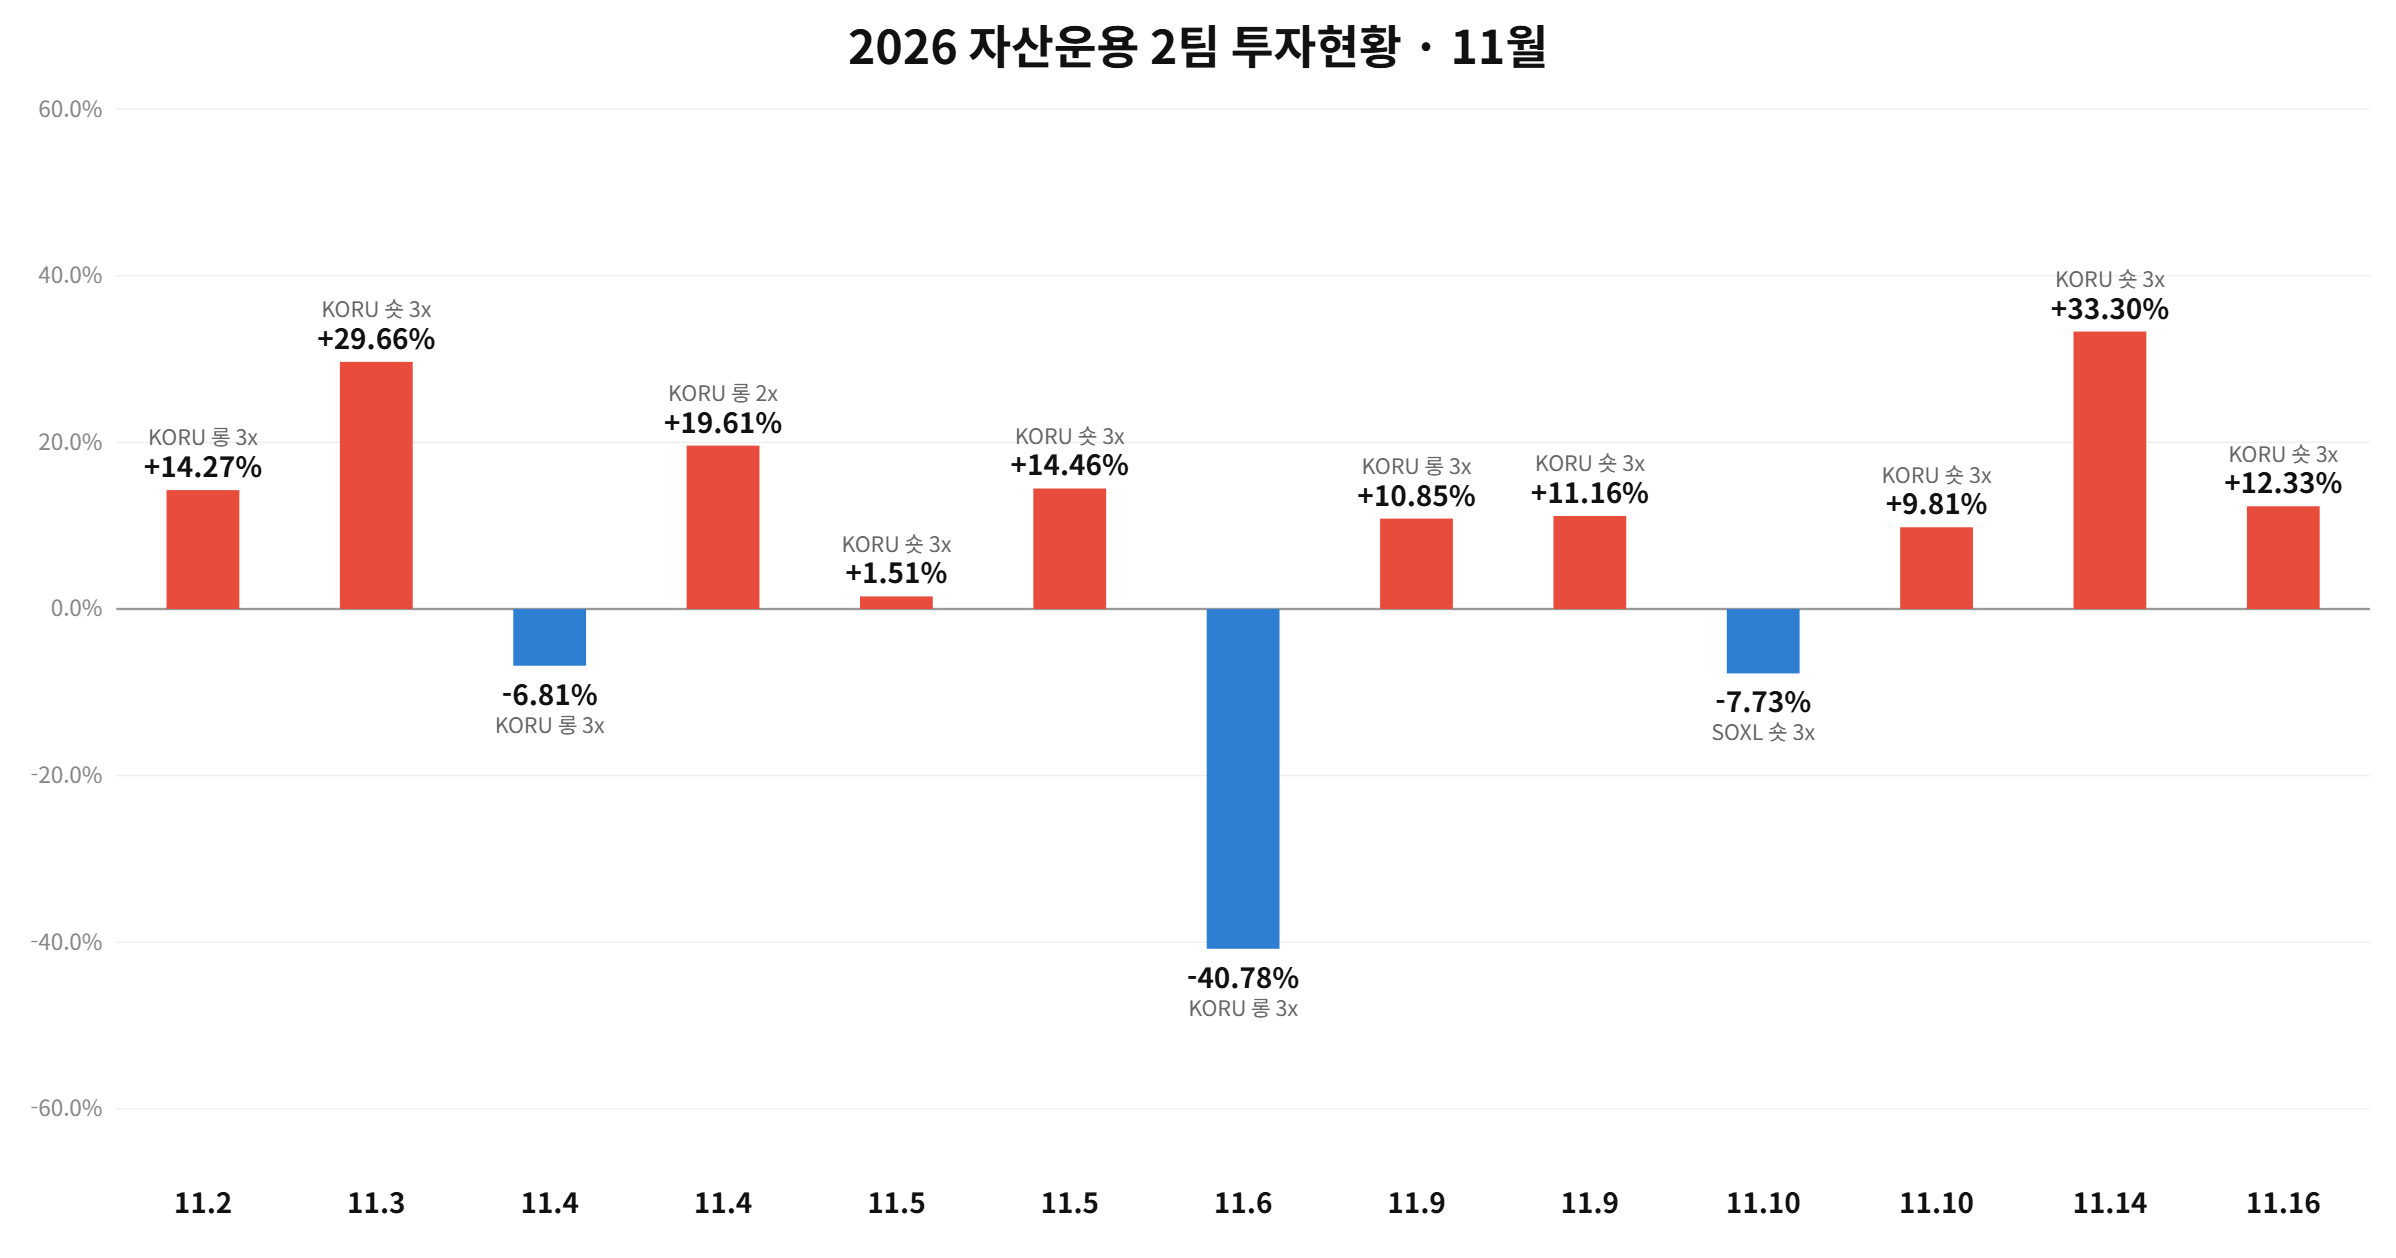 2026 자산운용 2팀 투자현황 · 11월
60.0%
40.0%
20.0%
0.0%
-20.0%
-40.0%
-60.0%
KORU 롱 3x
+14.27%
KORU 숏 3x
+29.66%
-6.81%
KORU 롱 3x
KORU 롱 2x
+19.61%
KORU 숏 3x
+1.51%
KORU 숏 3x
+14.46%
-40.78%
KORU 롱 3x
KORU 롱 3x
+10.85%
KORU 숏 3x
+11.16%
-7.73%
SOXL 숏 3x
KORU 숏 3x
+9.81%
KORU 숏 3x
+33.30%
KORU 숏 3x
+12.33%
11.2
11.3
11.4
11.4
11.5
11.5
11.6
11.9
11.9
11.10
11.10
11.14
11.16